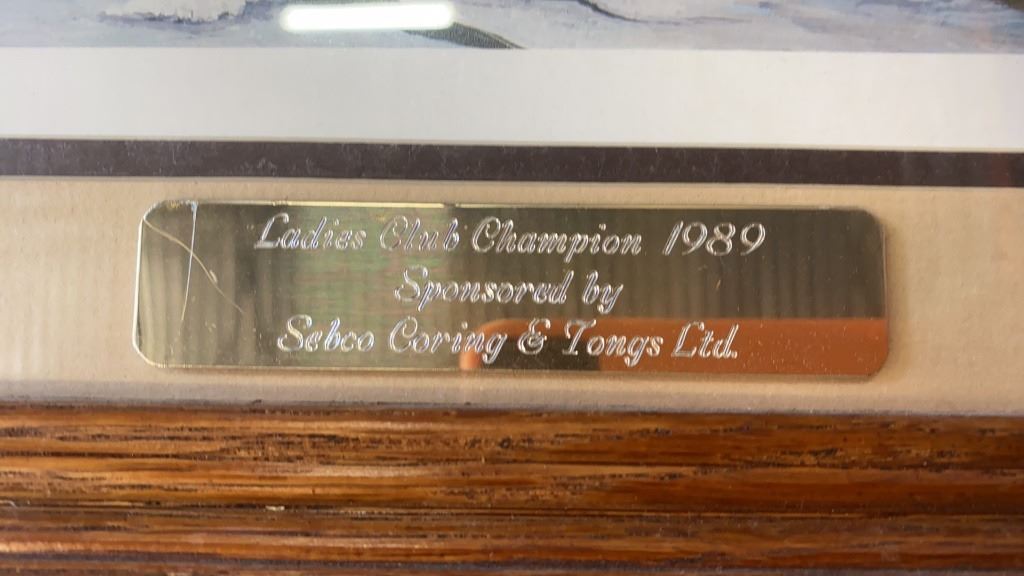 Ladies Club Champion 1989
Sponsored by
Sebco Coring & Tongs Ltd.